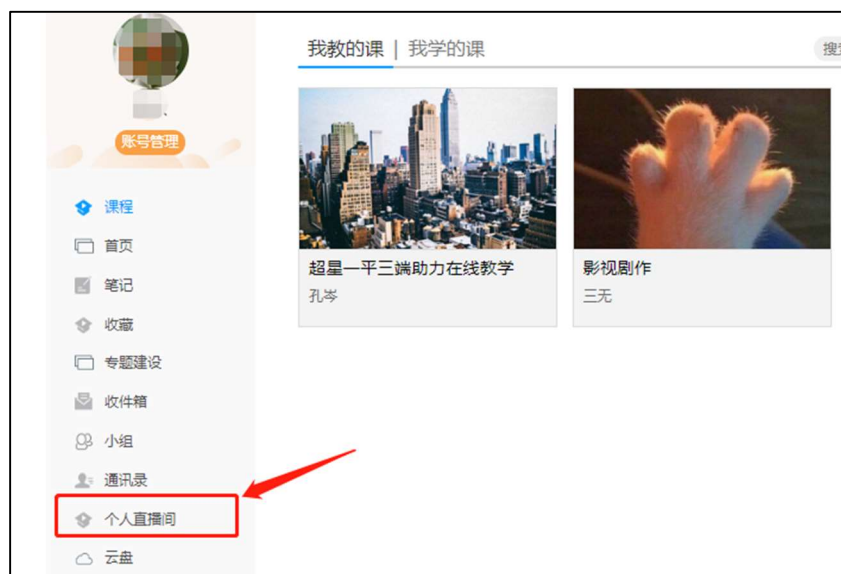 我教的课 | 我学的课
账号管理
课程
首页
笔记
收藏
专题建设
收件箱
小组
通讯录
个人直播间
云盘
超星一平三端助力在线教学
孔岑
影视剧作
三无